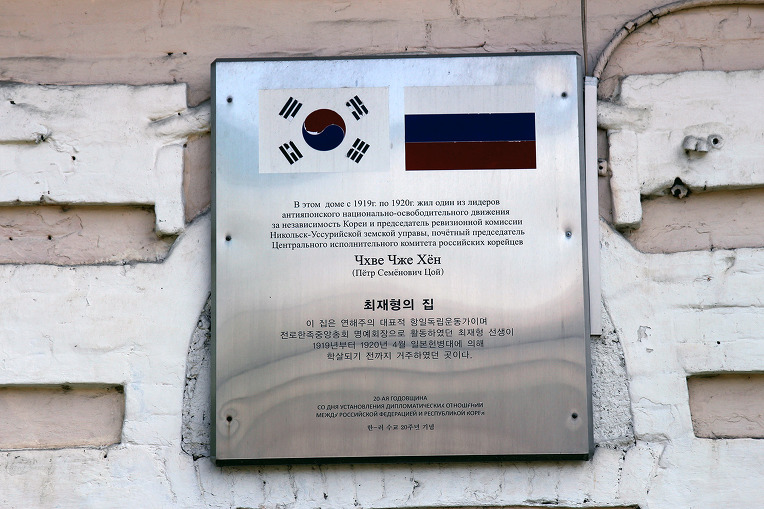 В этом доме с 1919г. по 1920г. жил один из лидеров
антияпонского национально-освободительного движения
за независимость Кореи и председатель ревизионной комиссии
Никольск-Уссурийской земской управы, почётный председатель
Центрального исполнительного комитета российских корейцев
Чхве Чже Хён
(Пётр Семёнович Цой)
최재형의 집
이 집은 연해주의 대표적 항일독립운동가이며
전로한족중앙총회 명예회장으로 활동하였던 최재형 선생이
1919년부터 1920년 4월 일본헌병대에 의해
학살되기 전까지 거주하였던 곳이다.
20-АЯ ГОДОВЩИНА
СО ДНЯ УСТАНОВЛЕНИЯ ДИПЛОМАТИЧЕСКИХ ОТНОШЕНИИ
МЕЖДУ РОССИЙСКОЙ ФЕДЕРАЦИЕЙ И РЕСПУБЛИКОЙ КОРЕЯ
한-러 수교 20주년 기념